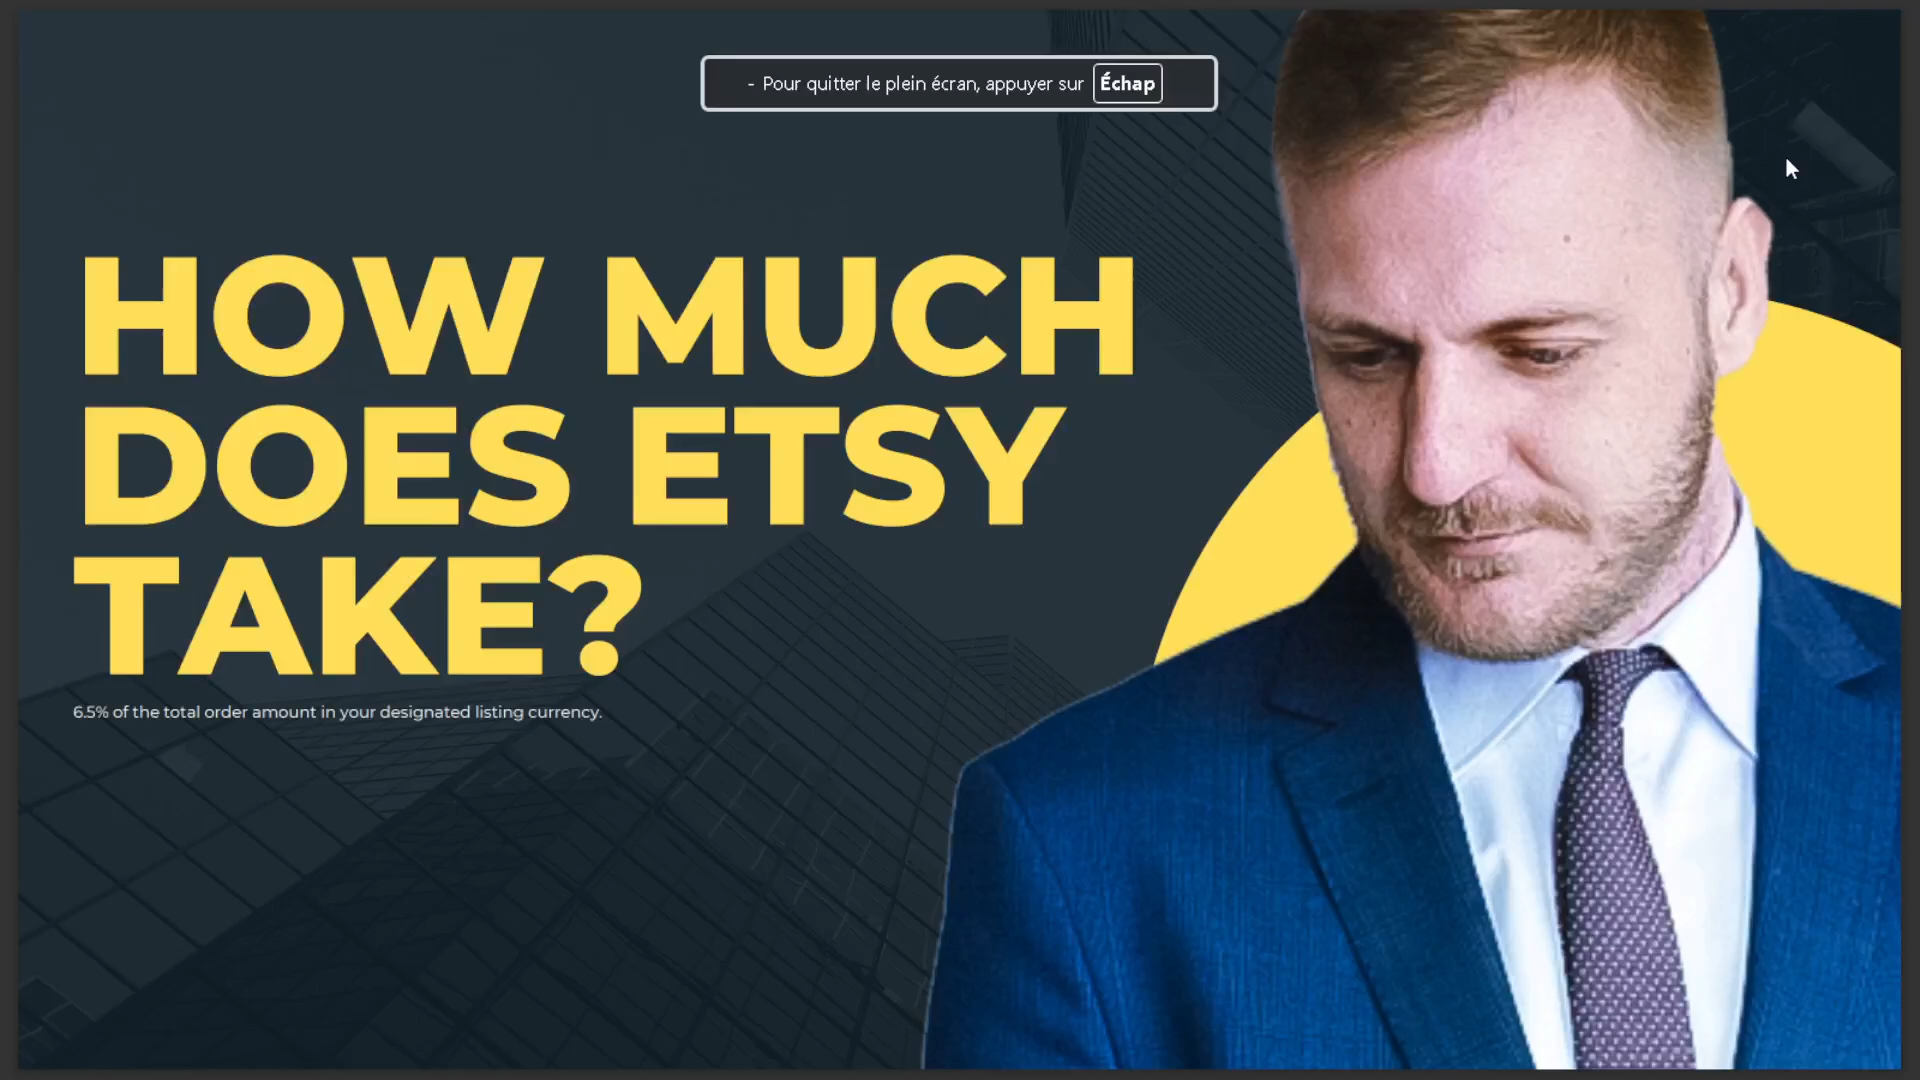 - Pour quitter le plein écran, appuyer sur Échap
HOW MUCH
DOES ETSY
TAKE?
6.5% of the total order amount in your designated listing currency.